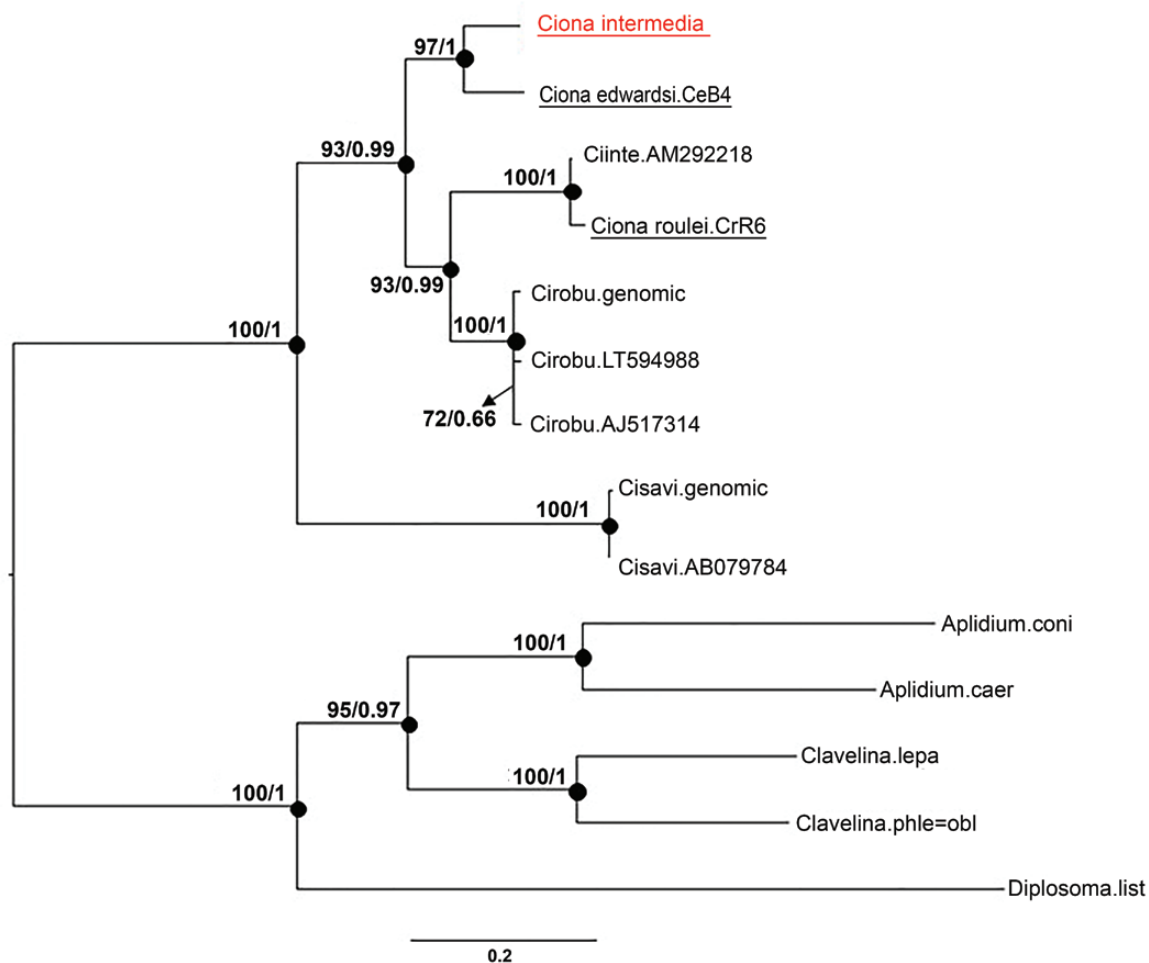 Ciona intermedia
97/1
Ciona edwardsi.CeB4
93/0.99
Ciinte.AM292218
100/1
Ciona roulei.CrR6
93/0.99
Cirobu.genomic
100/1
100/1
Cirobu.LT594988
72/0.66
Cirobu.AJ517314
Cisavi.genomic
100/1
Cisavi.AB079784
Aplidium.coni
100/1
Aplidium.caer
95/0.97
Clavelina.lepa
100/1
100/1
Clavelina.phle=obl
Diplosoma.list
0.2